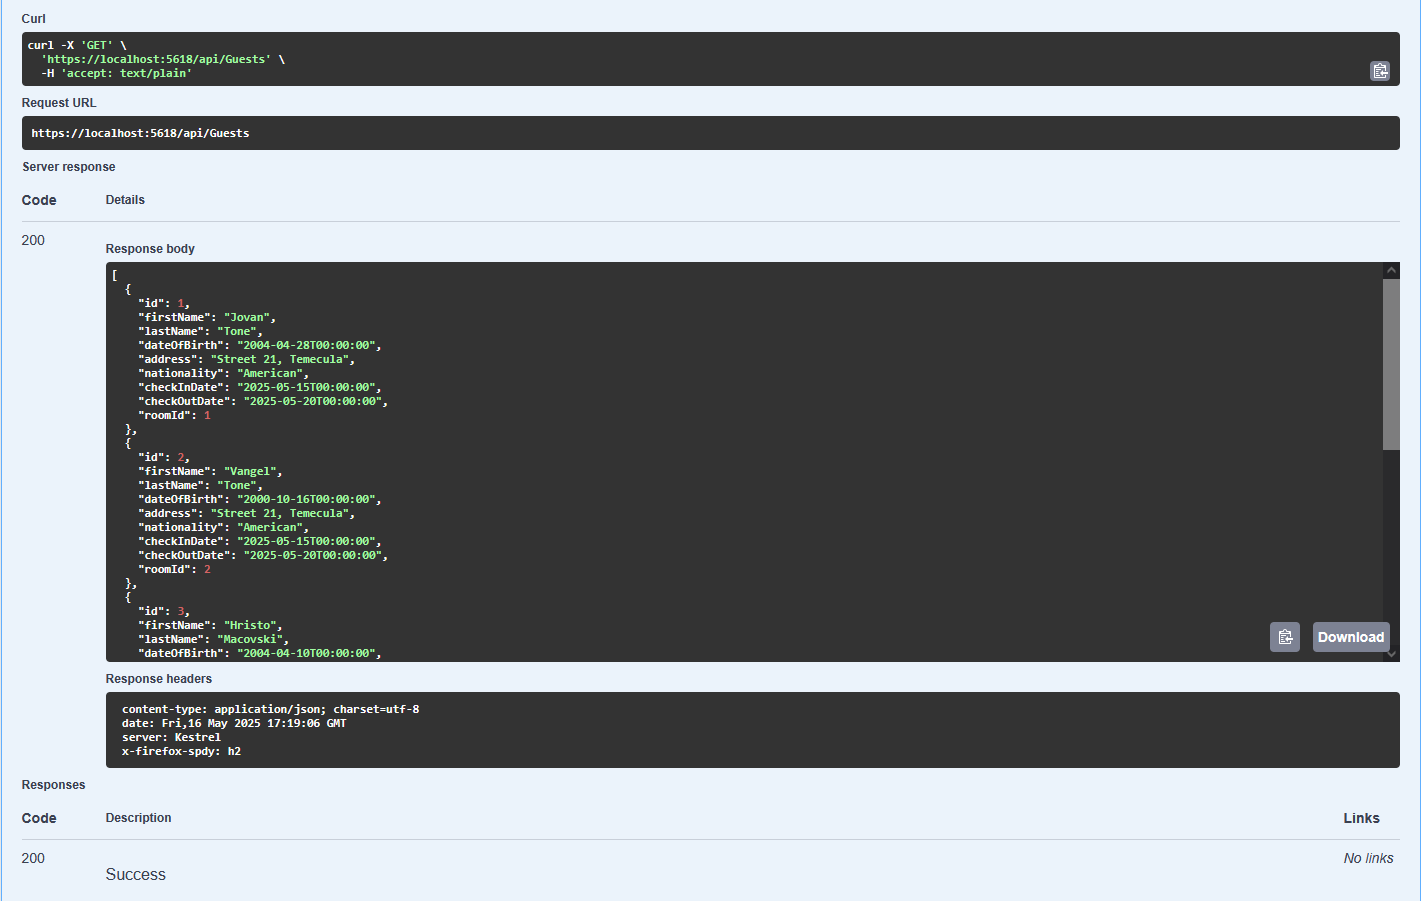 Curl
curl -X 'GET' \
  'https://localhost:5618/api/Guests' \
  -H 'accept: text/plain'
Request URL
https://localhost:5618/api/Guests
Server response
Code Details
200
Response body
[
  {
    "id": 1,
    "firstName": "Jovan",
    "lastName": "Tone",
    "dateOfBirth": "2004-04-28T00:00:00",
    "address": "Street 21, Temecula",
    "nationality": "American",
    "checkInDate": "2025-05-15T00:00:00",
    "checkOutDate": "2025-05-20T00:00:00",
    "roomId": 1
  },
  {
    "id": 2,
    "firstName": "Vangel",
    "lastName": "Tone",
    "dateOfBirth": "2000-10-16T00:00:00",
    "address": "Street 21, Temecula",
    "nationality": "American",
    "checkInDate": "2025-05-15T00:00:00",
    "checkOutDate": "2025-05-20T00:00:00",
    "roomId": 2
  },
  {
    "id": 3,
    "firstName": "Hristo",
    "lastName": "Macovski",
    "dateOfBirth": "2004-04-10T00:00:00",
Download
Response headers
content-type: application/json; charset=utf-8
date: Fri,16 May 2025 17:19:06 GMT
server: Kestrel
x-firefox-spdy: h2
Responses
Code Description Links
200 No links
Success